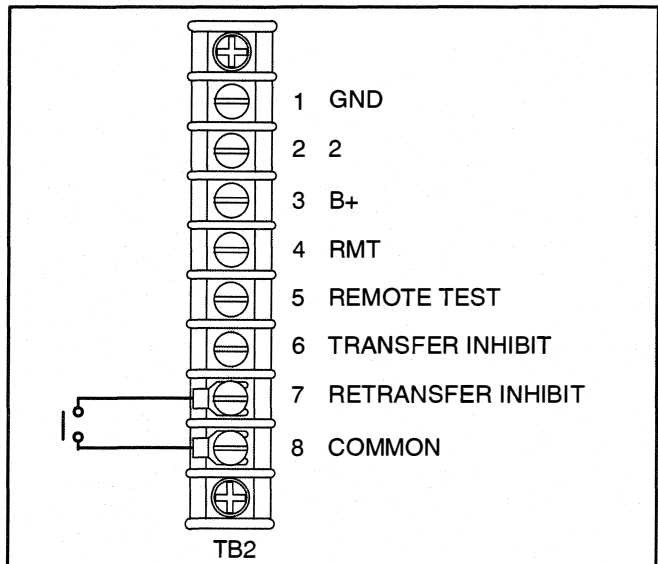 1 GND
2 2
3 B+
4 RMT
5 REMOTE TEST
6 TRANSFER INHIBIT
7 RETRANSFER INHIBIT
8 COMMON
TB2